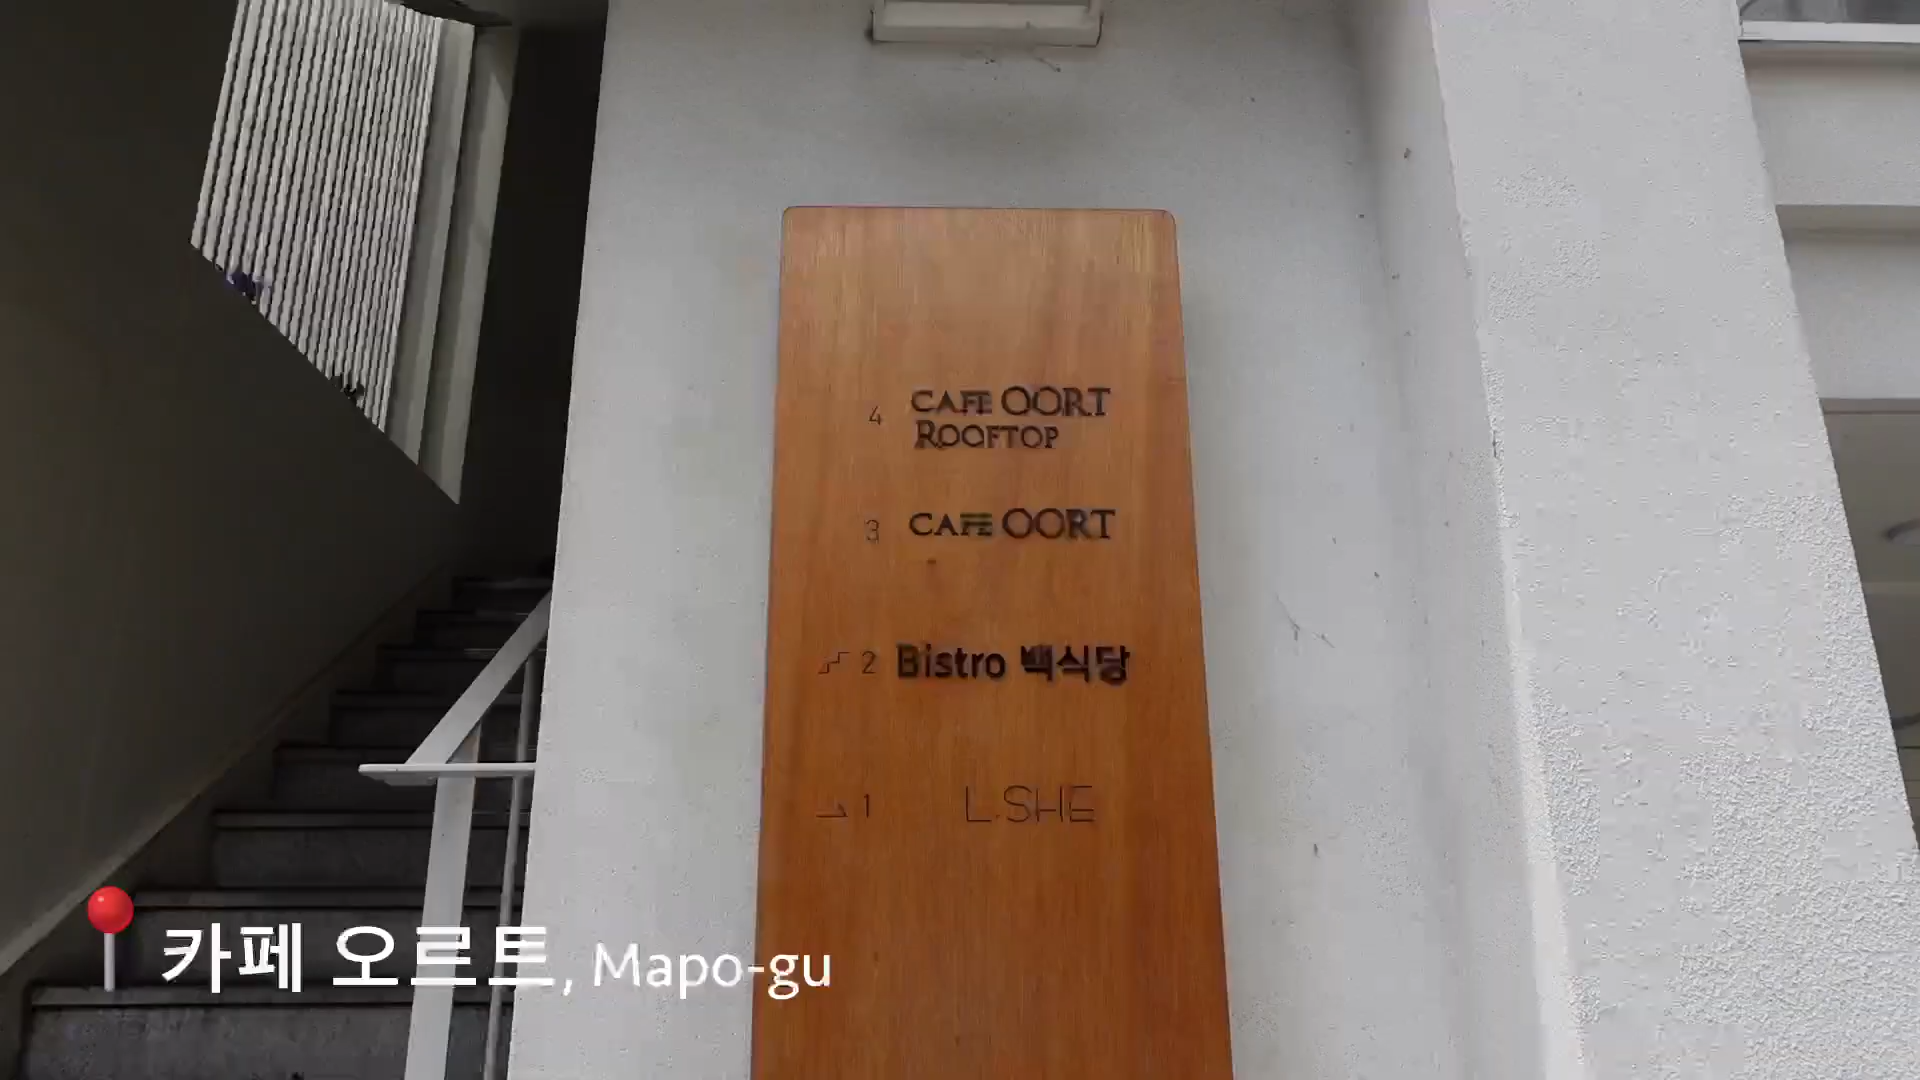 4 CAFE OORT
ROOFTOP
3 CAFE OORT
2 Bistro 백식당
1 L.SHE
📍카페 오르트, Mapo-gu